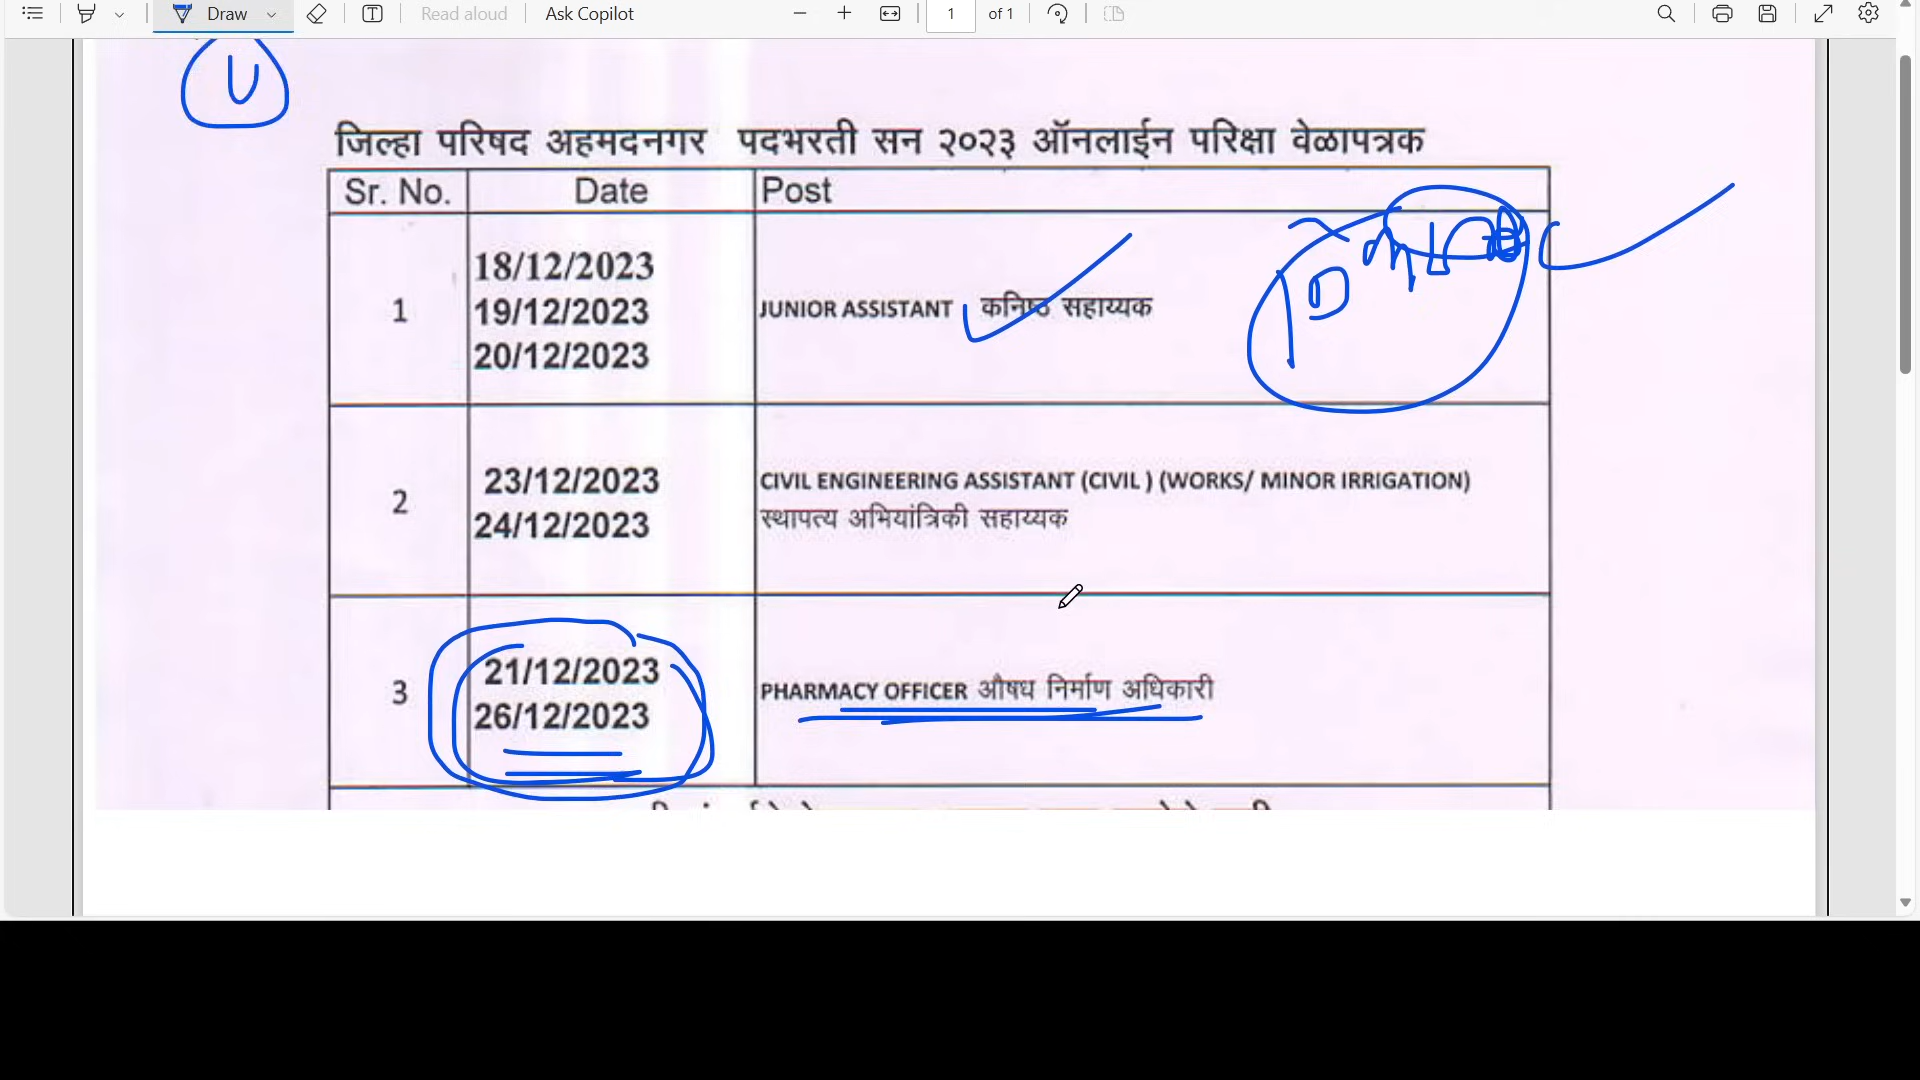 Draw
Read aloud
Ask Copilot
1
of 1
U
जिल्हा परिषद अहमदनगर पदभरती सन २०२३ ऑनलाईन परिक्षा वेळापत्रक
Sr. No. Date Post
1
18/12/2023
19/12/2023
20/12/2023
JUNIOR ASSISTANT कनिष्ठ सहाय्यक
2
23/12/2023
24/12/2023
CIVIL ENGINEERING ASSISTANT (CIVIL ) (WORKS/ MINOR IRRIGATION)
स्थापत्य अभियांत्रिकी सहाय्यक
3
21/12/2023
26/12/2023
PHARMACY OFFICER औषध निर्माण अधिकारी